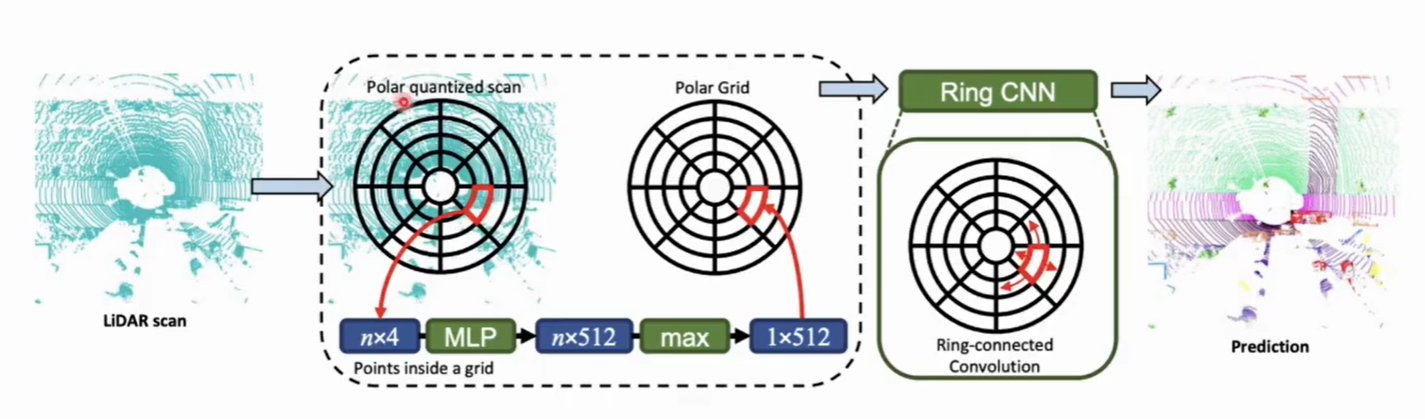 LiDAR scan
Polar quantized scan
n×4
MLP
n×512
max
1×512
Points inside a grid
Polar Grid
Ring CNN
Ring-connected
Convolution
Prediction